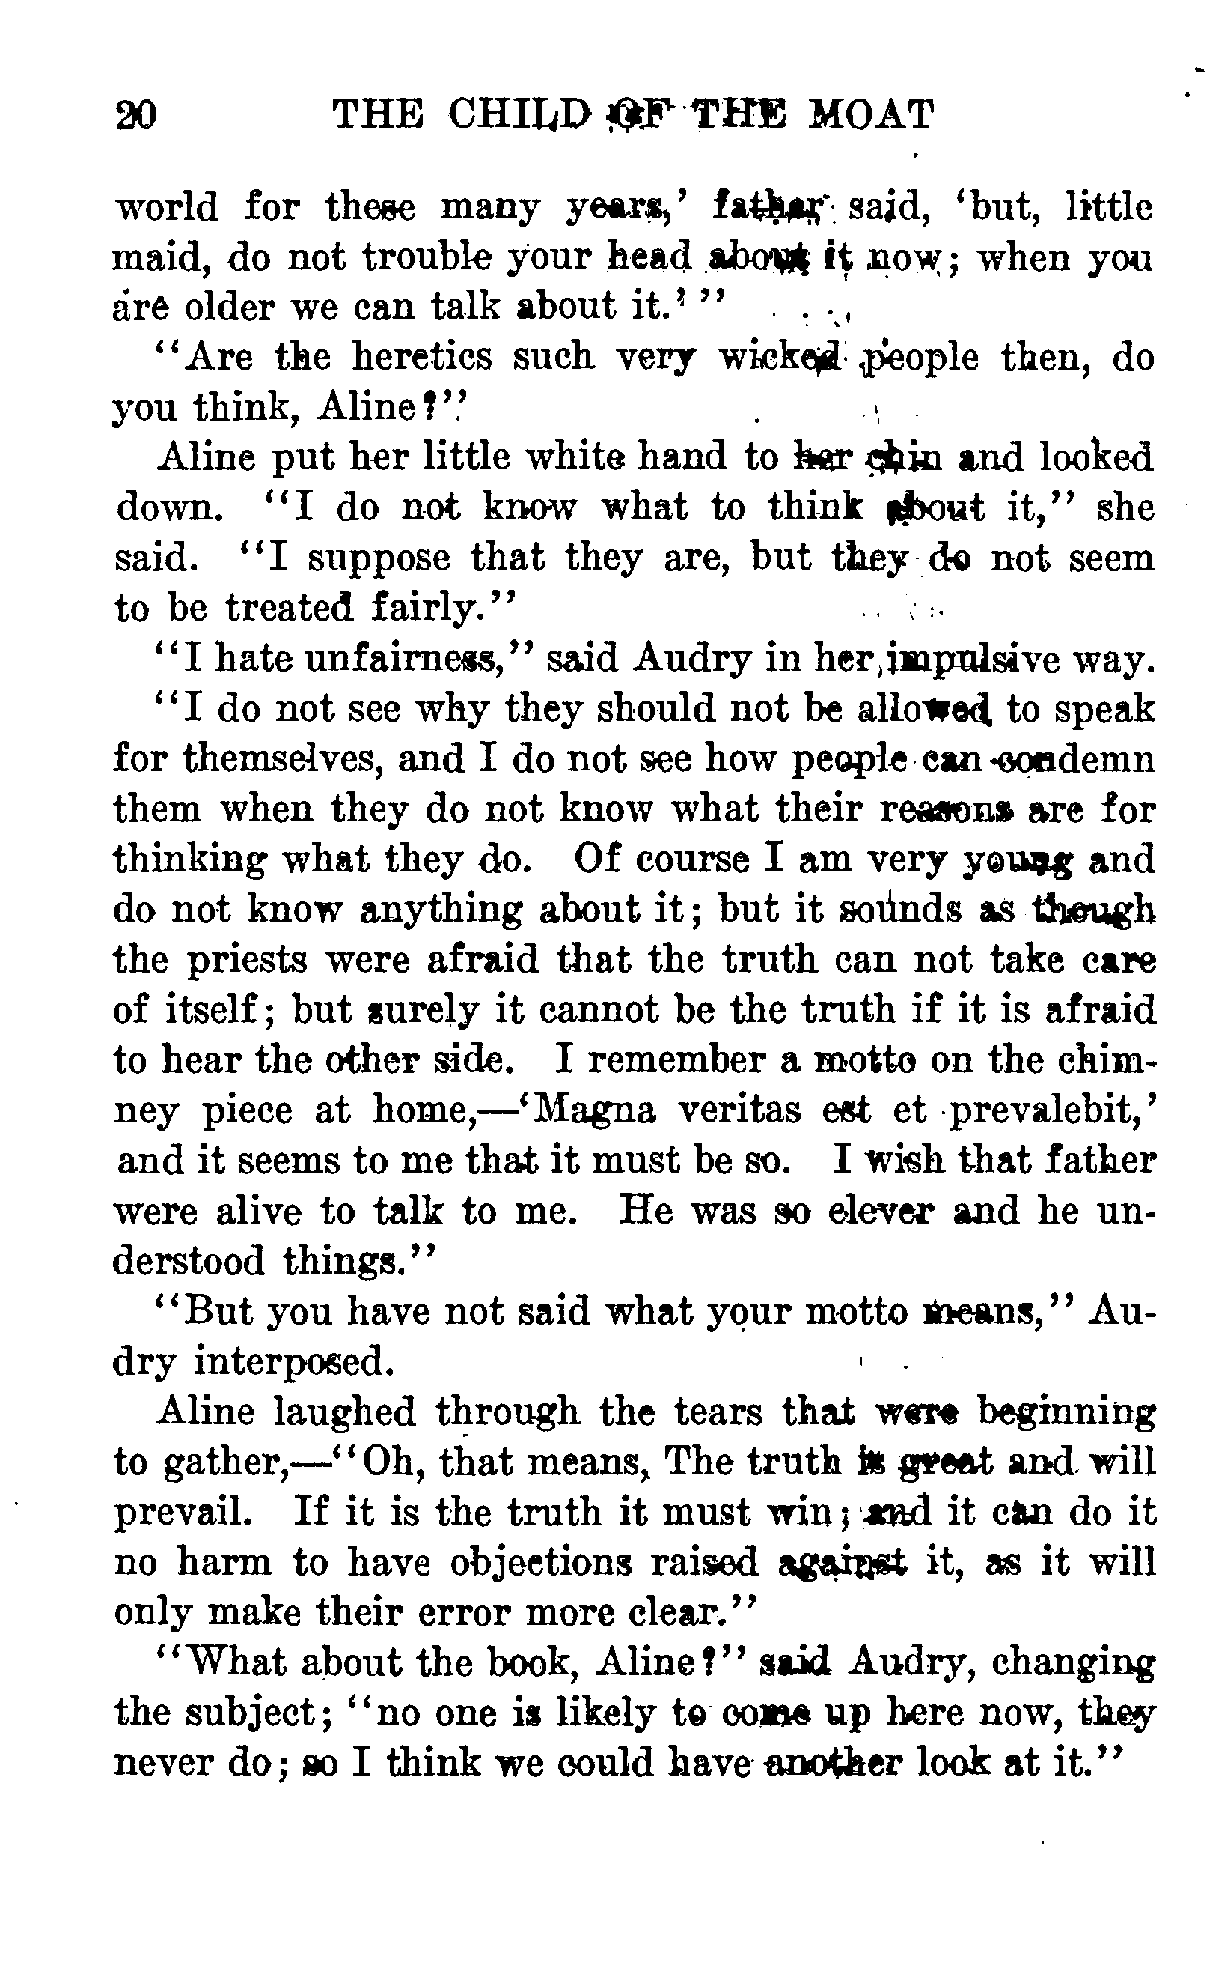 20 THE CHILD OF THE MOAT
world for these many years,' father said, 'but, little
maid, do not trouble your head about it now; when you
are older we can talk about it.' "
"Are the heretics such very wicked people then, do
you think, Aline?"
Aline put her little white hand to her chin and looked
down. "I do not know what to think about it," she
said. "I suppose that they are, but they do not seem
to be treated fairly."
"I hate unfairness," said Audry in her impulsive way.
"I do not see why they should not be allowed to speak
for themselves, and I do not see how people can condemn
them when they do not know what their reasons are for
thinking what they do. Of course I am very young and
do not know anything about it; but it sounds as though
the priests were afraid that the truth can not take care
of itself; but surely it cannot be the truth if it is afraid
to hear the other side. I remember a motto on the chim-
ney piece at home,—'Magna veritas est et prevalebit,'
and it seems to me that it must be so. I wish that father
were alive to talk to me. He was so clever and he un-
derstood things."
"But you have not said what your motto means," Au-
dry interposed.
Aline laughed through the tears that were beginning
to gather,—"Oh, that means, The truth is great and will
prevail. If it is the truth it must win; and it can do it
no harm to have objections raised against it, as it will
only make their error more clear."
"What about the book, Aline?" said Audry, changing
the subject; "no one is likely to come up here now, they
never do; so I think we could have another look at it."